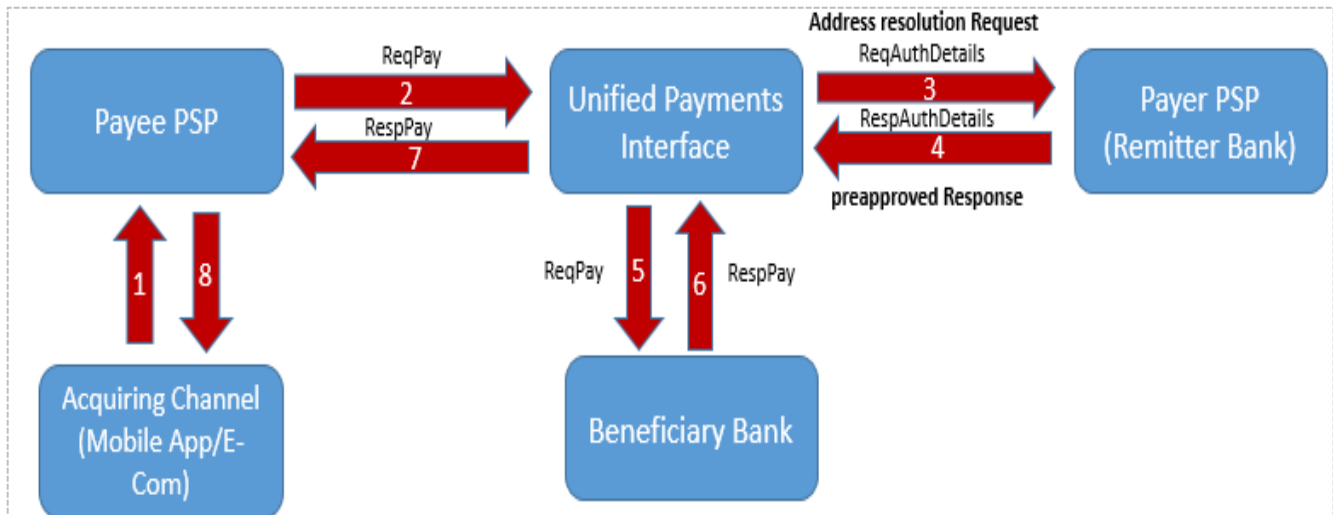 Address resolution Request
ReqPay
ReqAuthDetails
2
3
Payee PSP
Unified Payments
Interface
Payer PSP
(Remitter Bank)
RespPay
RespAuthDetails
7
4
preapproved Response
1
8
ReqPay
5
6
RespPay
Acquiring Channel
(Mobile App/E-
Com)
Beneficiary Bank